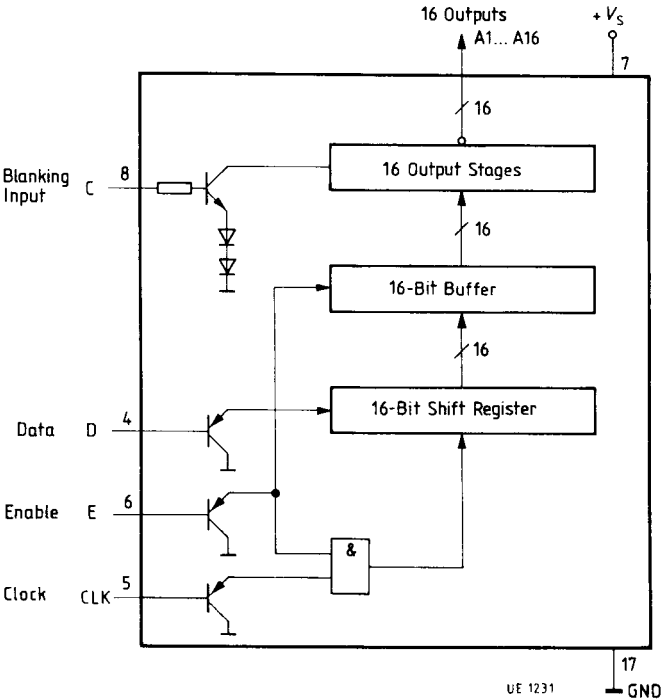 16 Outputs
A1... A16
+VS
7
16
Blanking
Input C 8
16 Output Stages
16
16-Bit Buffer
16
16-Bit Shift Register
Data D 4
Enable E 6
&
Clock CLK 5
17
UE 1231
GND